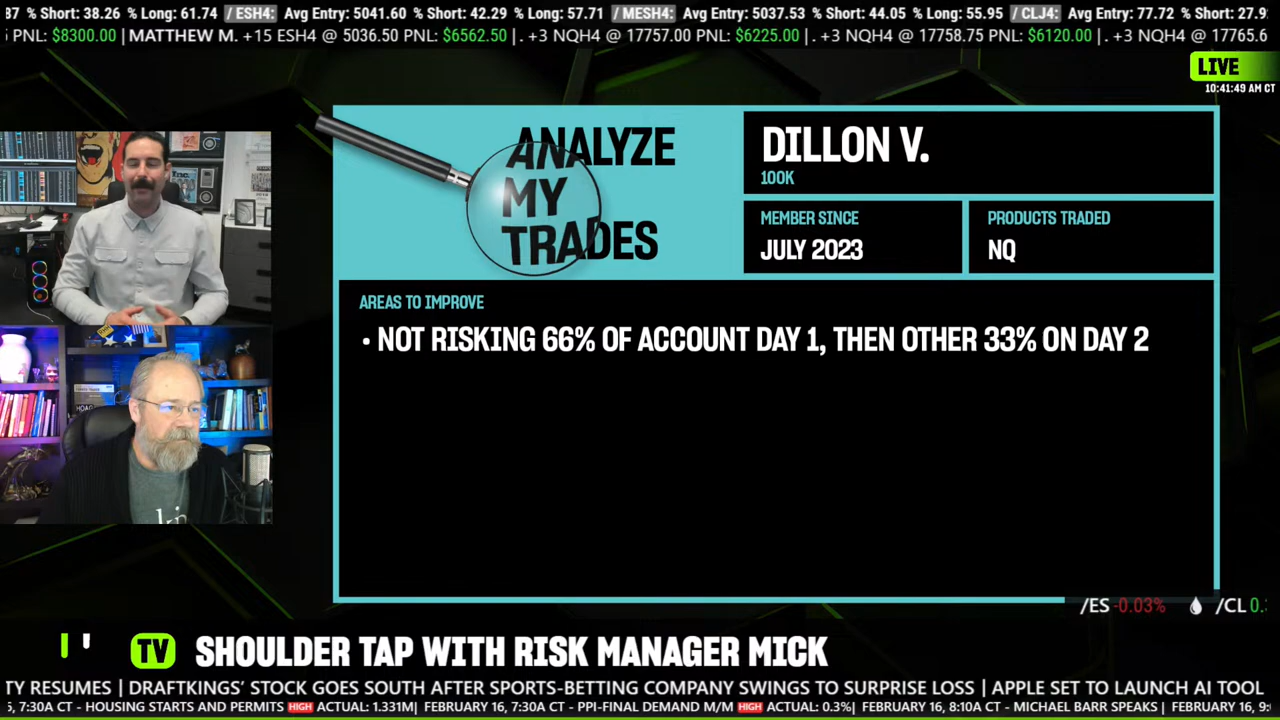 87 % Short: 38.26 % Long: 61.74 / ESH4: Avg Entry: 5041.60 % Short: 42.29 % Long: 57.71 / MESH4: Avg Entry: 5037.53 % Short: 44.05 % Long: 55.95 / CLJ4: Avg Entry: 77.72 % Short: 27.9
PNL: $8300.00 | MATTHEW M. +15 ESH4 @ 5036.50 PNL: $6562.50 | . +3 NQH4 @ 17757.00 PNL: $6225.00 | . +3 NQH4 @ 17758.75 PNL: $6120.00 | . +3 NQH4 @ 17765.6
LIVE
10:41:49 AM CT
ANALYZE
MY
TRADES
DILLON V.
100K
MEMBER SINCE
JULY 2023
PRODUCTS TRADED
NQ
AREAS TO IMPROVE
• NOT RISKING 66% OF ACCOUNT DAY 1, THEN OTHER 33% ON DAY 2
/ES -0.03% /CL 0.
TV SHOULDER TAP WITH RISK MANAGER MICK
TY RESUMES | DRAFTKINGS' STOCK GOES SOUTH AFTER SPORTS-BETTING COMPANY SWINGS TO SURPRISE LOSS | APPLE SET TO LAUNCH AI TOOL
6, 7:30A CT - HOUSING STARTS AND PERMITS HIGH ACTUAL: 1.331M| FEBRUARY 16, 7:30A CT - PPI-FINAL DEMAND M/M HIGH ACTUAL: 0.3%| FEBRUARY 16, 8:10A CT - MICHAEL BARR SPEAKS | FEBRUARY 16, 9: